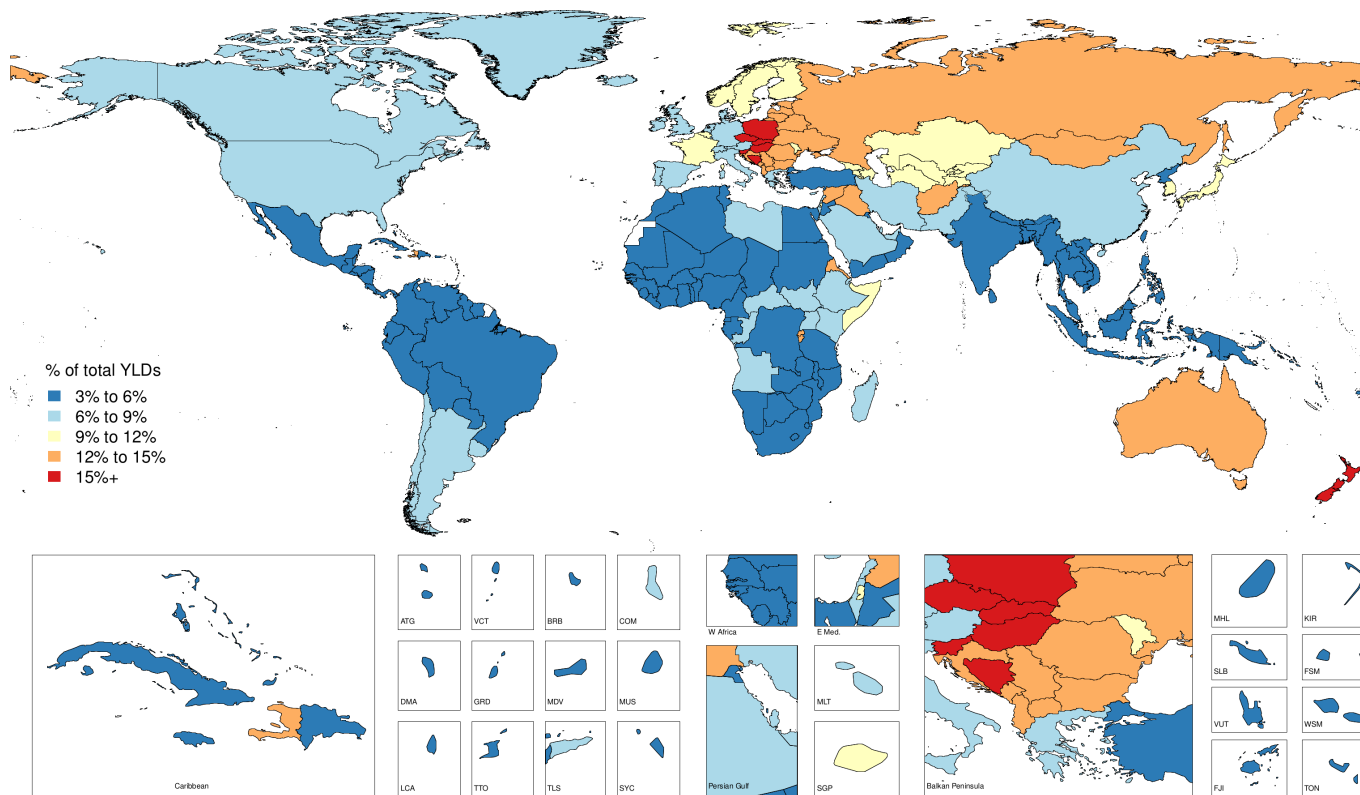 % of total YLDs
3% to 6%
6% to 9%
9% to 12%
12% to 15%
15%+
Caribbean
ATG
VCT
BRB
COM
DMA
GRD
MDV
MUS
LCA
TTO
TLS
SYC
W Africa
E Med.
Persian Gulf
MLT
SGP
Balkan Peninsula
MHL
KIR
SLB
FSM
VUT
WSM
FJI
TON